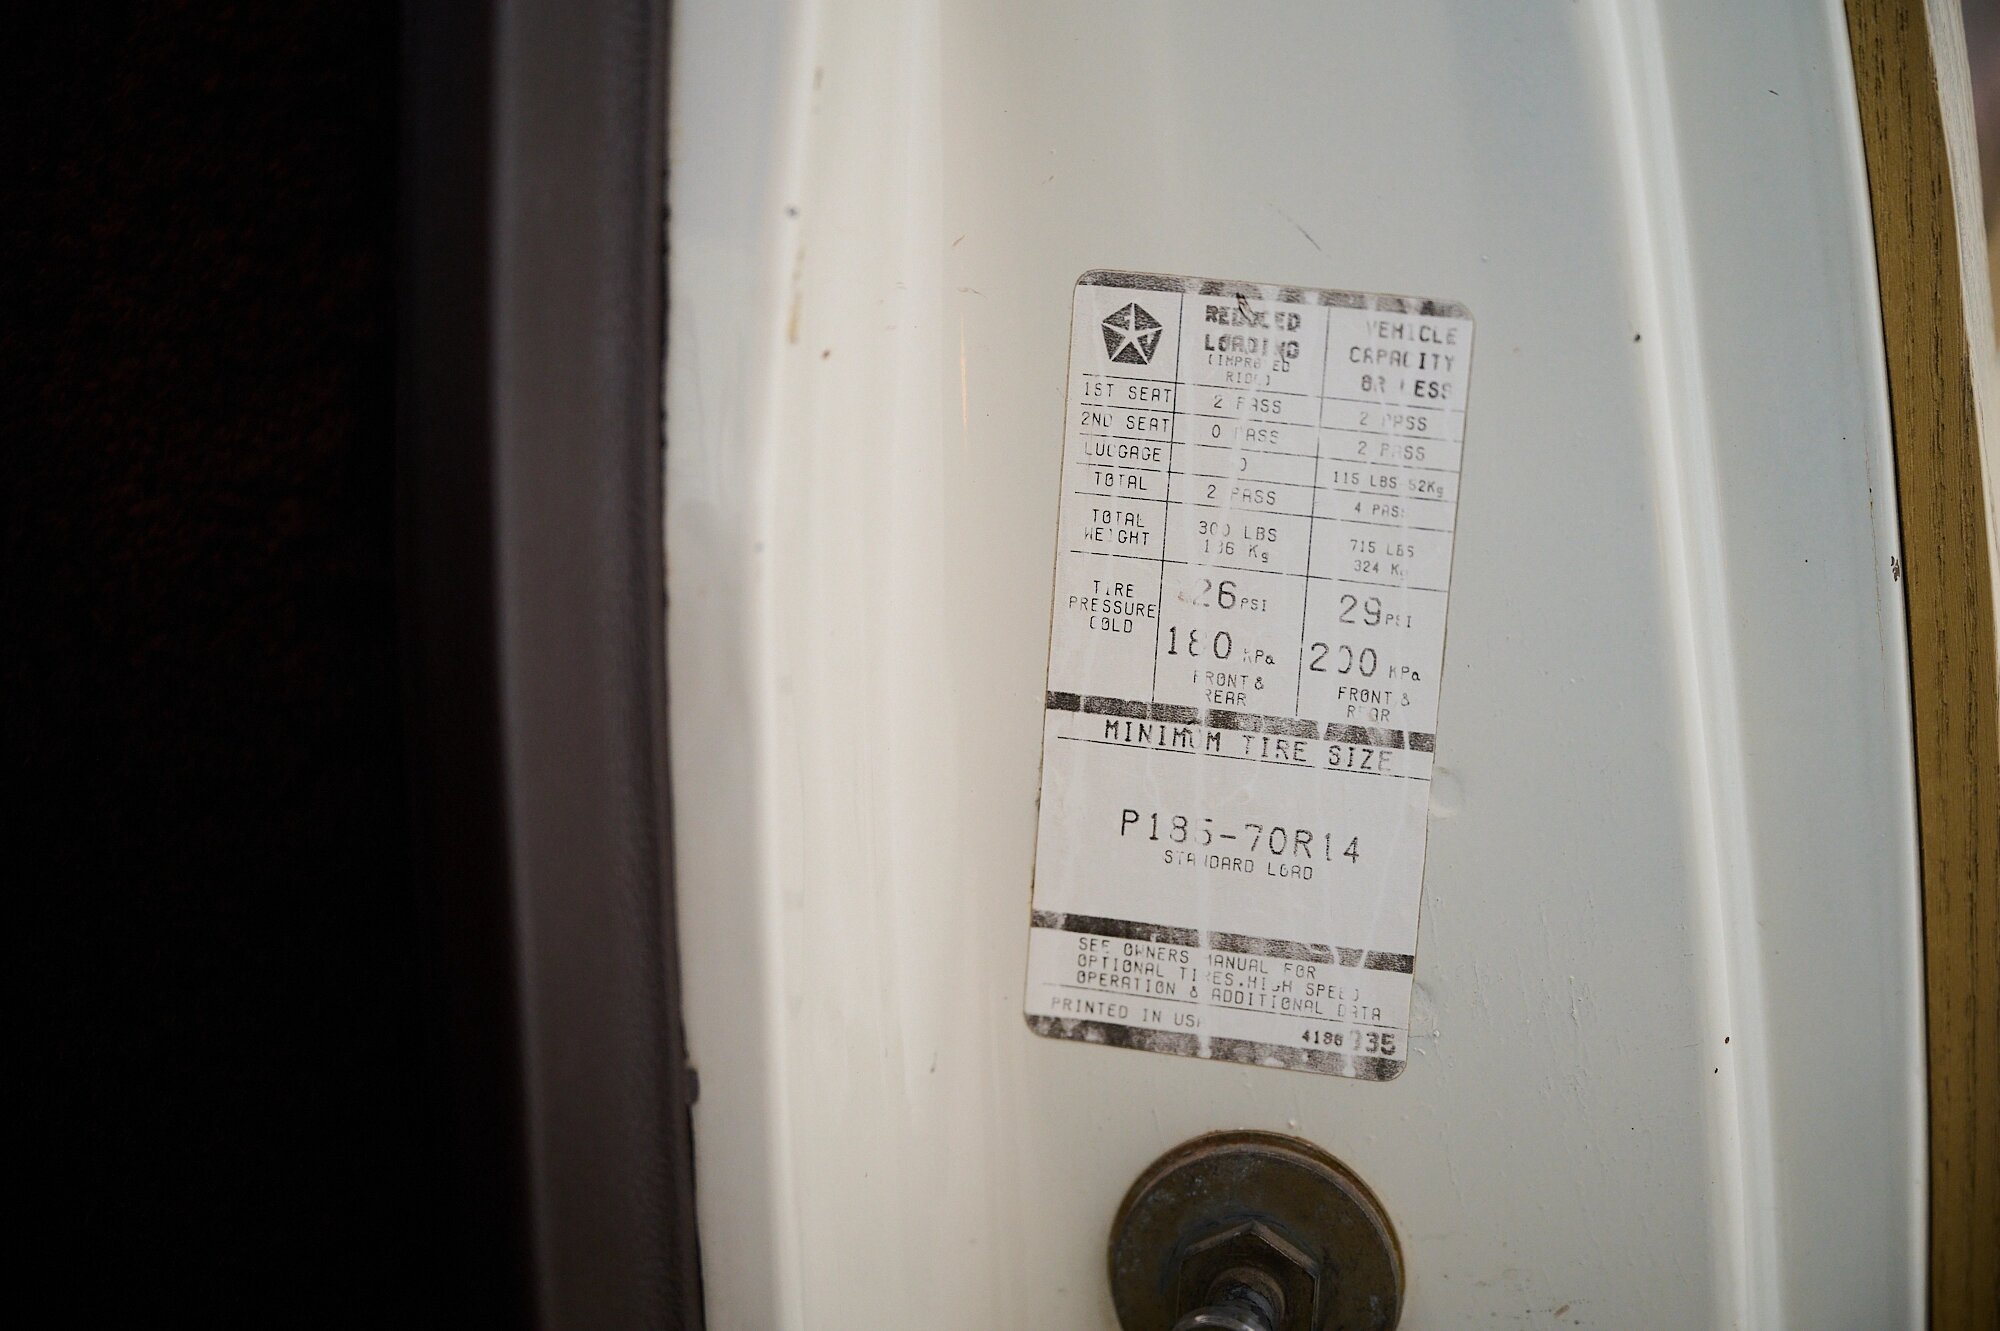 REDUCED
LOADING
(IMPROVED
RIDE)
VEHICLE
CAPACITY
OR LESS
1ST SEAT 2 PASS 2 PASS
2ND SEAT 0 PASS 2 PASS
LUGGAGE 0 115 LBS 52Kg
TOTAL 2 PASS 4 PASS
TOTAL
WEIGHT
300 LBS
136 Kg
715 LBS
324 Kg
TIRE
PRESSURE
COLD
26 PSI
180 KPa
FRONT &
REAR
29 PSI
200 KPa
FRONT &
REAR
MINIMUM TIRE SIZE
P185-70R14
STANDARD LOAD
SEE OWNERS MANUAL FOR
OPTIONAL TIRES.HIGH SPEED
OPERATION & ADDITIONAL DATA
PRINTED IN USA